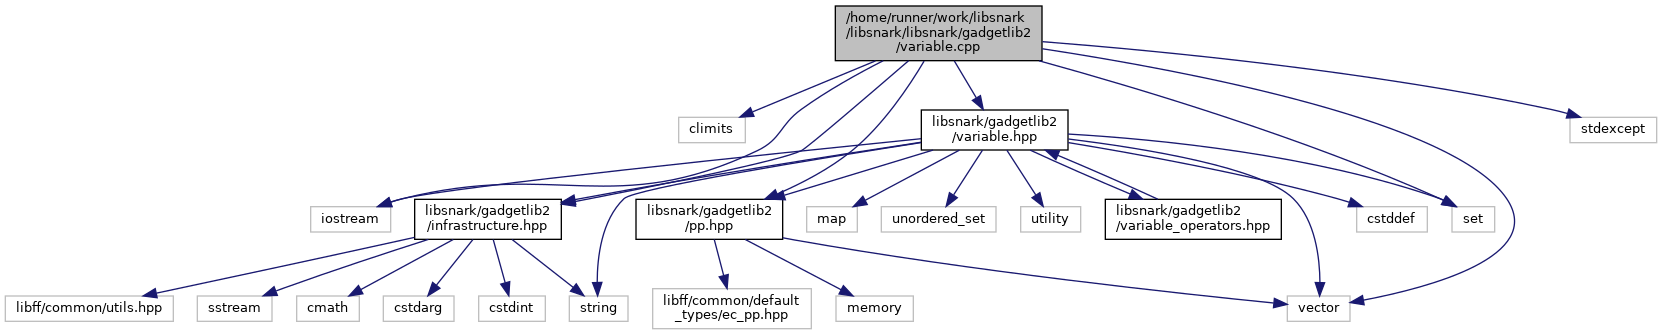 /home/runner/work/libsnark
/libsnark/libsnark/gadgetlib2
/variable.cpp
climits
libsnark/gadgetlib2
/variable.hpp
stdexcept
iostream
libsnark/gadgetlib2
/infrastructure.hpp
libsnark/gadgetlib2
/pp.hpp
map
unordered_set
utility
libsnark/gadgetlib2
/variable_operators.hpp
cstddef
set
libff/common/utils.hpp
sstream
cmath
cstdarg
cstdint
string
libff/common/default
_types/ec_pp.hpp
memory
vector